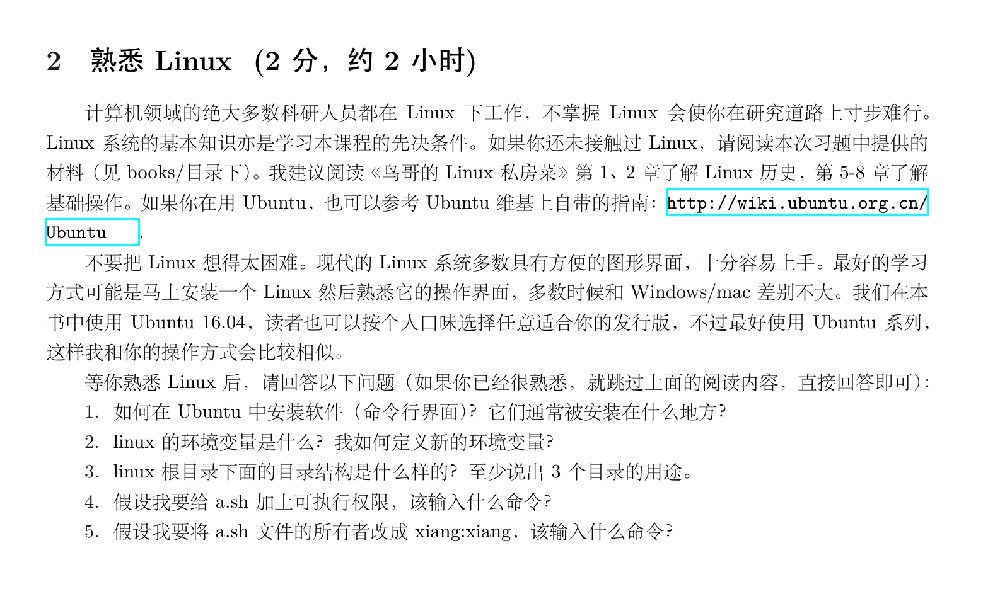 2 熟悉 Linux (2 分，约 2 小时)
计算机领域的绝大多数科研人员都在 Linux 下工作，不掌握 Linux 会使你在研究道路上寸步难行。
Linux 系统的基本知识亦是学习本课程的先决条件。如果你还未接触过 Linux，请阅读本次习题中提供的
材料（见 books/目录下）。我建议阅读《鸟哥的 Linux 私房菜》第 1、2 章了解 Linux 历史，第 5-8 章了解
基础操作。如果你在用 Ubuntu，也可以参考 Ubuntu 维基上自带的指南：http://wiki.ubuntu.org.cn/
Ubuntu .
不要把 Linux 想得太困难。现代的 Linux 系统多数具有方便的图形界面，十分容易上手。最好的学习
方式可能是马上安装一个 Linux 然后熟悉它的操作界面，多数时候和 Windows/mac 差别不大。我们在本
书中使用 Ubuntu 16.04，读者也可以按个人口味选择任意适合你的发行版，不过最好使用 Ubuntu 系列，
这样我和你的操作方式会比较相似。
等你熟悉 Linux 后，请回答以下问题（如果你已经很熟悉，就跳过上面的阅读内容，直接回答即可）：
1. 如何在 Ubuntu 中安装软件（命令行界面）？它们通常被安装在什么地方？
2. linux 的环境变量是什么？我如何定义新的环境变量？
3. linux 根目录下面的目录结构是什么样的？至少说出 3 个目录的用途。
4. 假设我要给 a.sh 加上可执行权限，该输入什么命令？
5. 假设我要将 a.sh 文件的所有者改成 xiang:xiang，该输入什么命令？